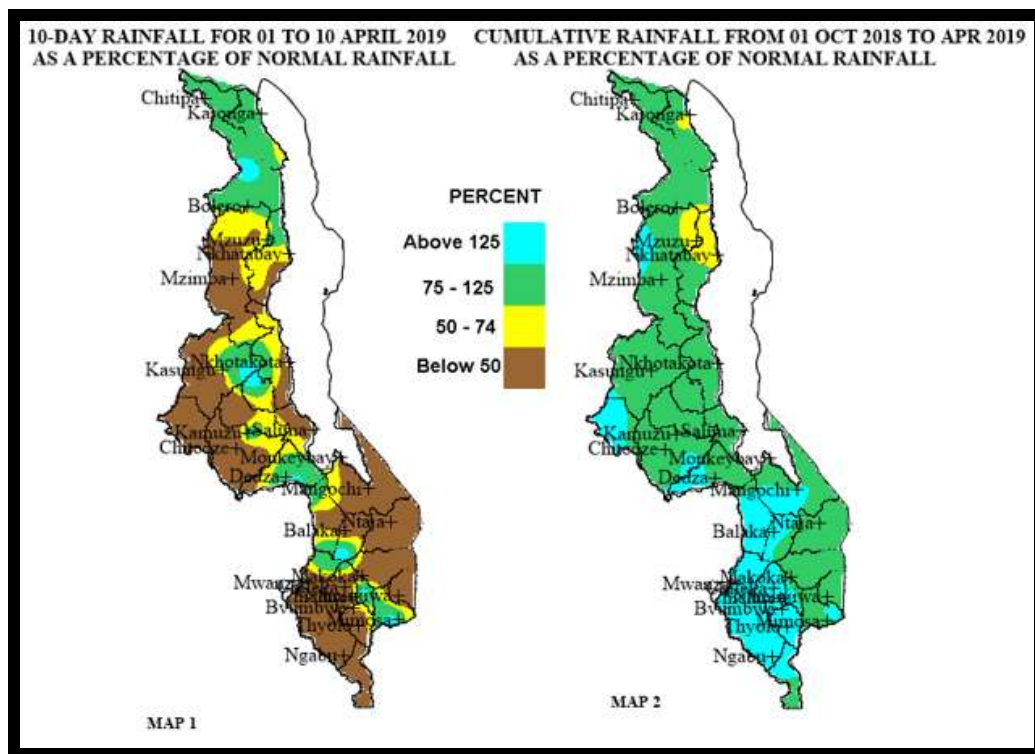 10-DAY RAINFALL FOR 01 TO 10 APRIL 2019
AS A PERCENTAGE OF NORMAL RAINFALL
CUMULATIVE RAINFALL FROM 01 OCT 2018 TO APR 2019
AS A PERCENTAGE OF NORMAL RAINFALL
Chitipa
Karonga
Bolero
Mzuzu
Nkhatabay
Mzimba
Nkhotakota
Kasungu
Kamuzu
Salima
Chitedze
Monkeybay
Dedza
Mangochi
Ntaja
Balaka
Makoka
Mwanza
Bvumbwe
Mimosa
Thyolo
Ngabu
MAP 1
PERCENT
Above 125
75 - 125
50 - 74
Below 50
Chitipa
Karonga
Bolero
Mzuzu
Nkhatabay
Mzimba
Nkhotakota
Kasungu
Kamuzu
Salima
Chitedze
Monkeybay
Dedza
Mangochi
Ntaja
Balaka
Makoka
Mwanza
Bvumbwe
Mimosa
Thyolo
Ngabu
MAP 2